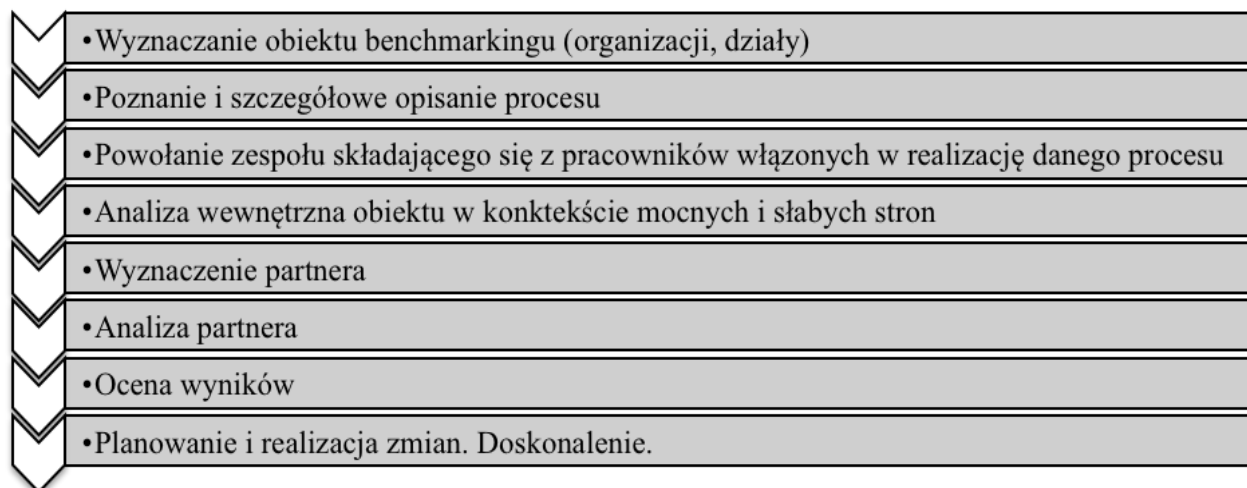 •Wyznaczanie obiektu benchmarkingu (organizacji, działy)
•Poznanie i szczegółowe opisanie procesu
•Powołanie zespołu składającego się z pracowników włązonych w realizację danego procesu
•Analiza wewnętrzna obiektu w konktekście mocnych i słabych stron
•Wyznaczenie partnera
•Analiza partnera
•Ocena wyników
•Planowanie i realizacja zmian. Doskonalenie.